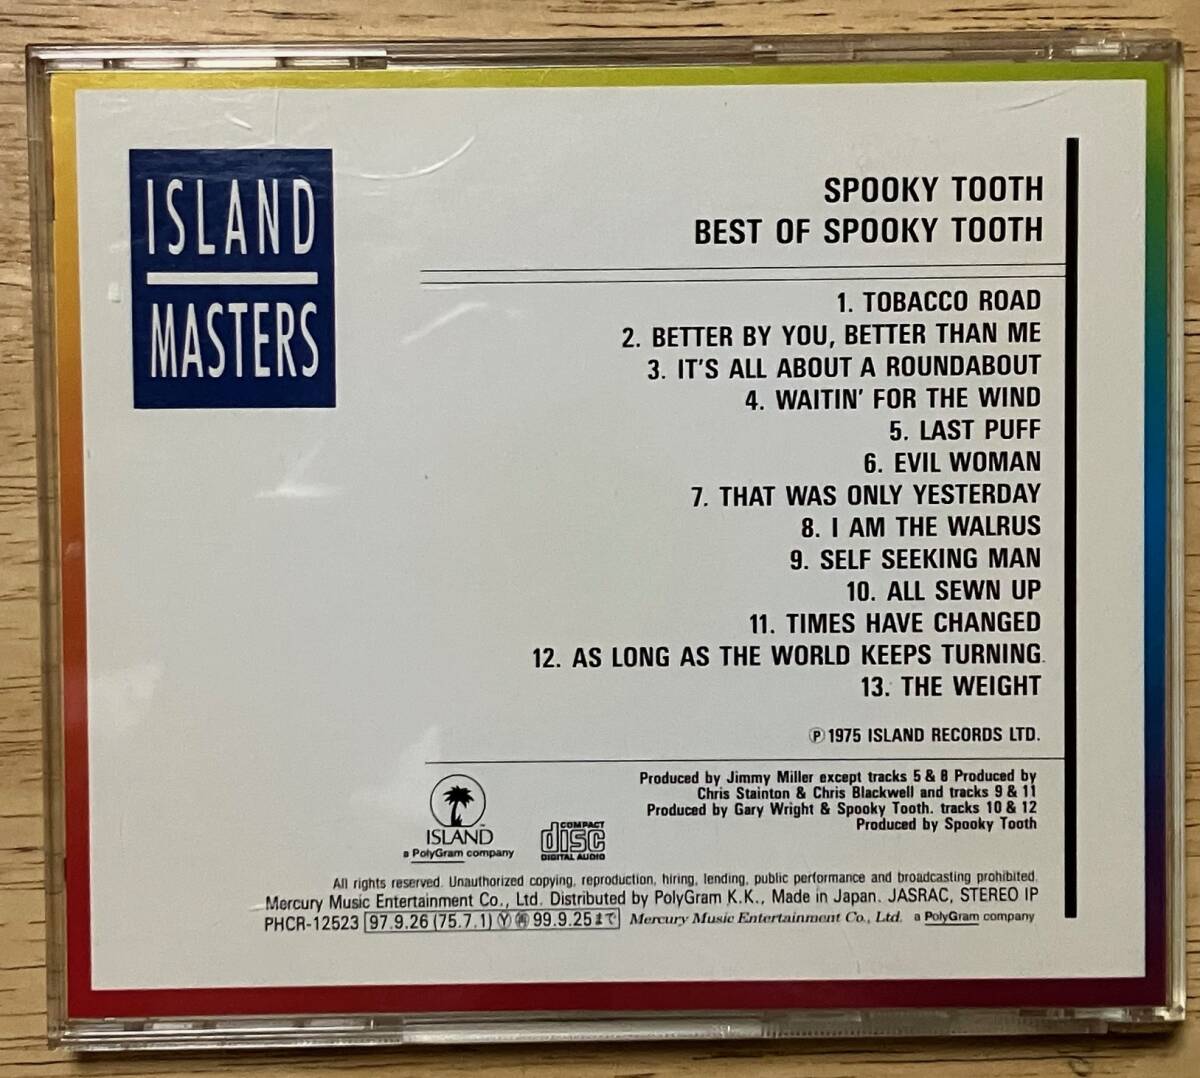 ISLAND
MASTERS
SPOOKY TOOTH
BEST OF SPOOKY TOOTH
1. TOBACCO ROAD
2. BETTER BY YOU, BETTER THAN ME
3. IT'S ALL ABOUT A ROUNDABOUT
4. WAITIN' FOR THE WIND
5. LAST PUFF
6. EVIL WOMAN
7. THAT WAS ONLY YESTERDAY
8. I AM THE WALRUS
9. SELF SEEKING MAN
10. ALL SEWN UP
11. TIMES HAVE CHANGED
12. AS LONG AS THE WORLD KEEPS TURNING
13. THE WEIGHT
Ⓟ1975 ISLAND RECORDS LTD.
Produced by Jimmy Miller except tracks 5 & 8 Produced by
Chris Stainton & Chris Blackwell and tracks 9 & 11
Produced by Gary Wright & Spooky Tooth. tracks 10 & 12
Produced by Spooky Tooth
ISLAND
a PolyGram company
COMPACT
disc
DIGITAL AUDIO
All rights reserved. Unauthorized copying, reproduction, hiring, lending, public performance and broadcasting prohibited.
Mercury Music Entertainment Co., Ltd. Distributed by PolyGram K.K., Made in Japan. JASRAC, STEREO IP
PHCR-12523 97.9.26 (75.7.1) Ⓨ㊢ 99.9.25まで Mercury Music Entertainment Co., Ltd. a PolyGram company